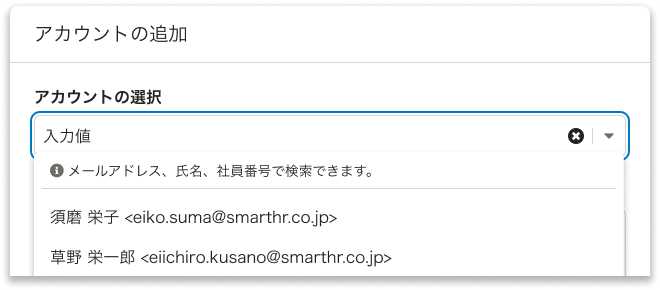 アカウントの追加
アカウントの選択
入力値
メールアドレス、氏名、社員番号で検索できます。
須磨 栄子 <eiko.suma@smarthr.co.jp>
草野 栄一郎 <eiichiro.kusano@smarthr.co.jp>